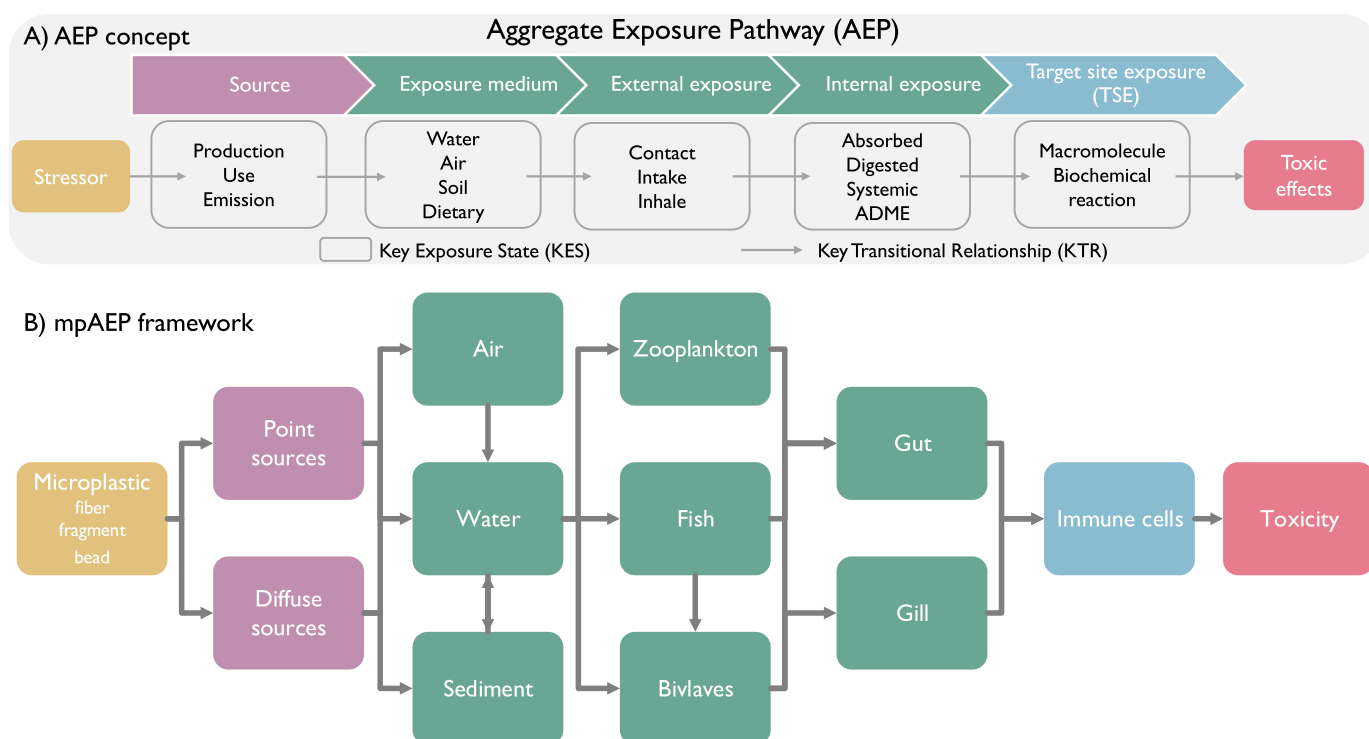 A) AEP concept
Aggregate Exposure Pathway (AEP)
Source
Exposure medium
External exposure
Internal exposure
Target site exposure
(TSE)
Stressor
Production
Use
Emission
Water
Air
Soil
Dietary
Contact
Intake
Inhale
Absorbed
Digested
Systemic
ADME
Macromolecule
Biochemical
reaction
Toxic
effects
Key Exposure State (KES)
Key Transitional Relationship (KTR)
B) mpAEP framework
Microplastic
fiber
fragment
bead
Point
sources
Diffuse
sources
Air
Water
Sediment
Zooplankton
Fish
Bivlaves
Gut
Gill
Immune cells
Toxicity